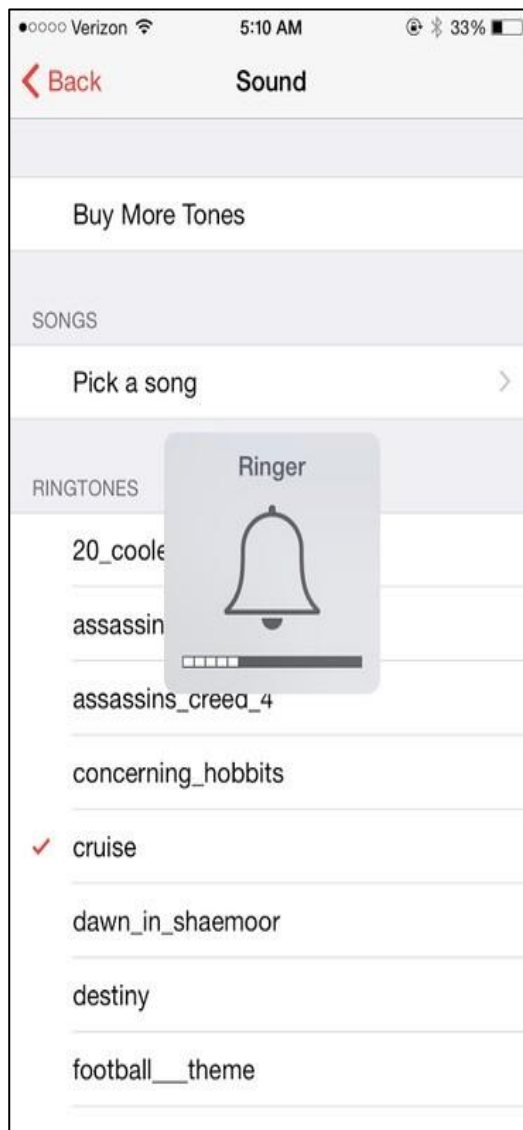 Verizon 5:10 AM 33%
Back Sound
Buy More Tones
SONGS
Pick a song
Ringer
RINGTONES
20_coole
assassin
assassins_creed_4
concerning_hobbits
cruise
dawn_in_shaemoor
destiny
football___theme